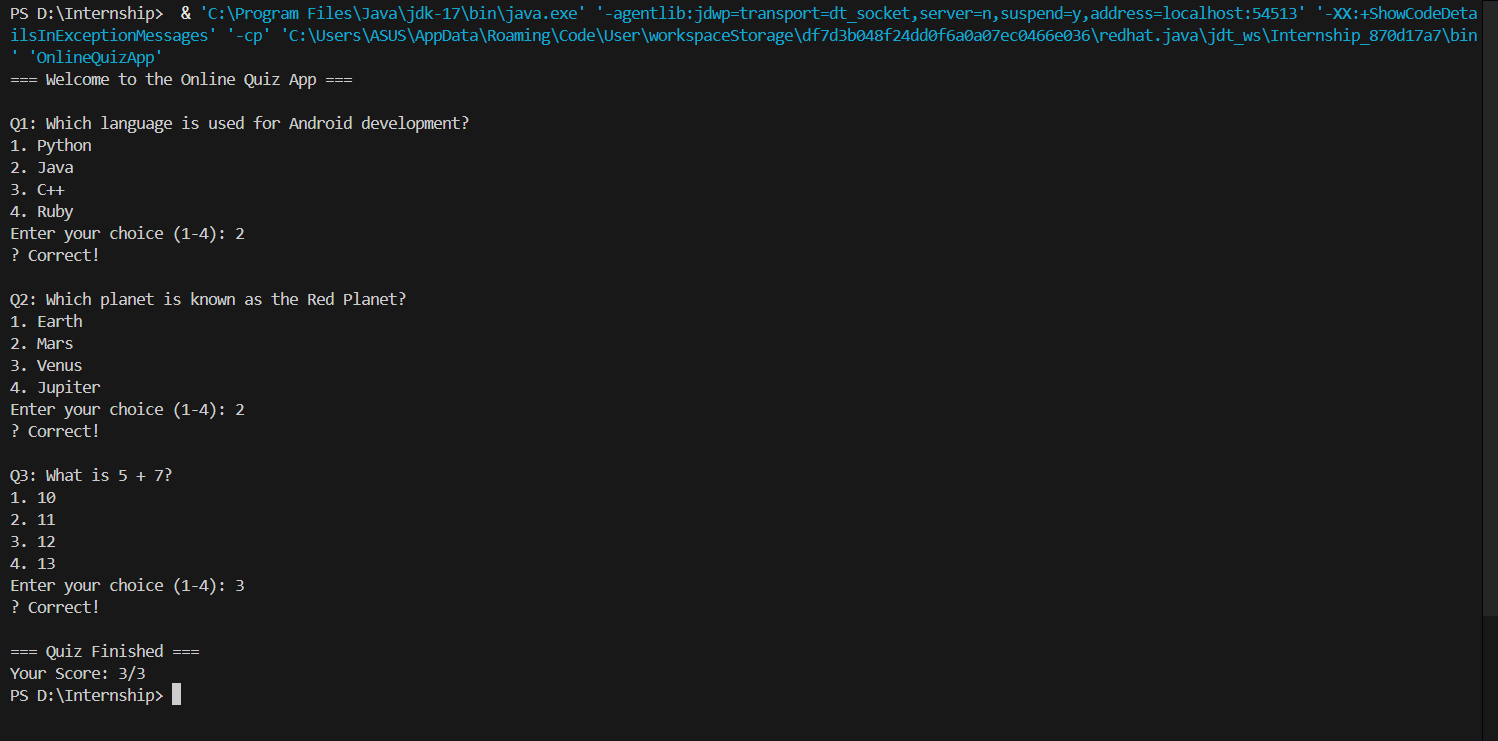 PS D:\Internship>  & 'C:\Program Files\Java\jdk-17\bin\java.exe' '-agentlib:jdwp=transport=dt_socket,server=n,suspend=y,address=localhost:54513' '-XX:+ShowCodeDeta
ilsInExceptionMessages' '-cp' 'C:\Users\ASUS\AppData\Roaming\Code\User\workspaceStorage\df7d3b048f24dd0f6a0a07ec0466e036\redhat.java\jdt_ws\Internship_870d17a7\bin
' 'OnlineQuizApp'
=== Welcome to the Online Quiz App ===
Q1: Which language is used for Android development?
1. Python
2. Java
3. C++
4. Ruby
Enter your choice (1-4): 2
? Correct!
Q2: Which planet is known as the Red Planet?
1. Earth
2. Mars
3. Venus
4. Jupiter
Enter your choice (1-4): 2
? Correct!
Q3: What is 5 + 7?
1. 10
2. 11
3. 12
4. 13
Enter your choice (1-4): 3
? Correct!
=== Quiz Finished ===
Your Score: 3/3
PS D:\Internship>